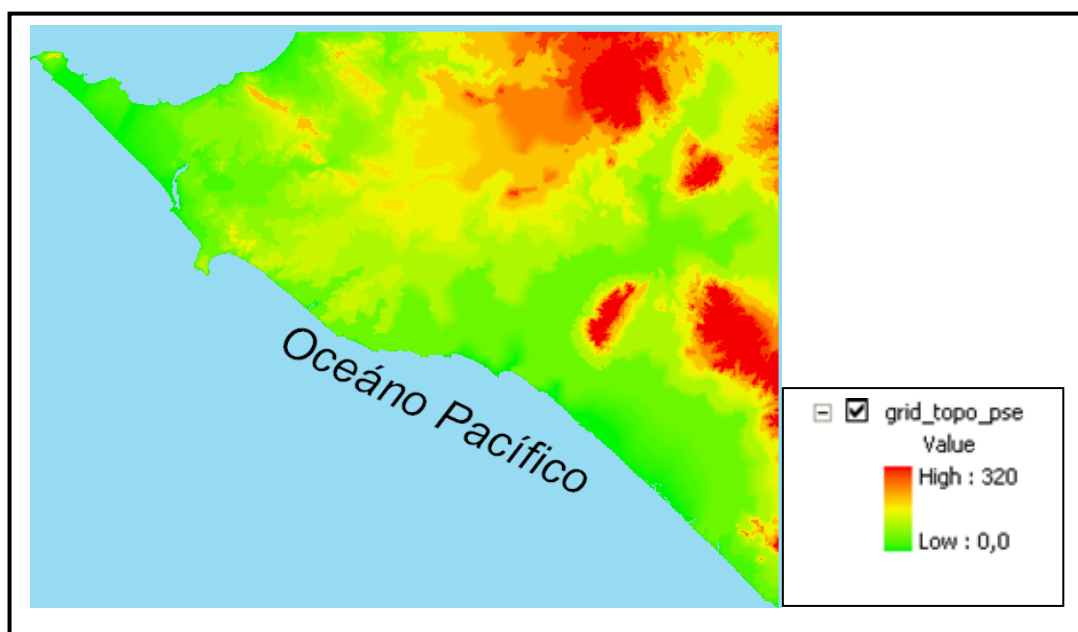 Oceáno Pacífico
grid_topo_pse
Value
High : 320
Low : 0,0